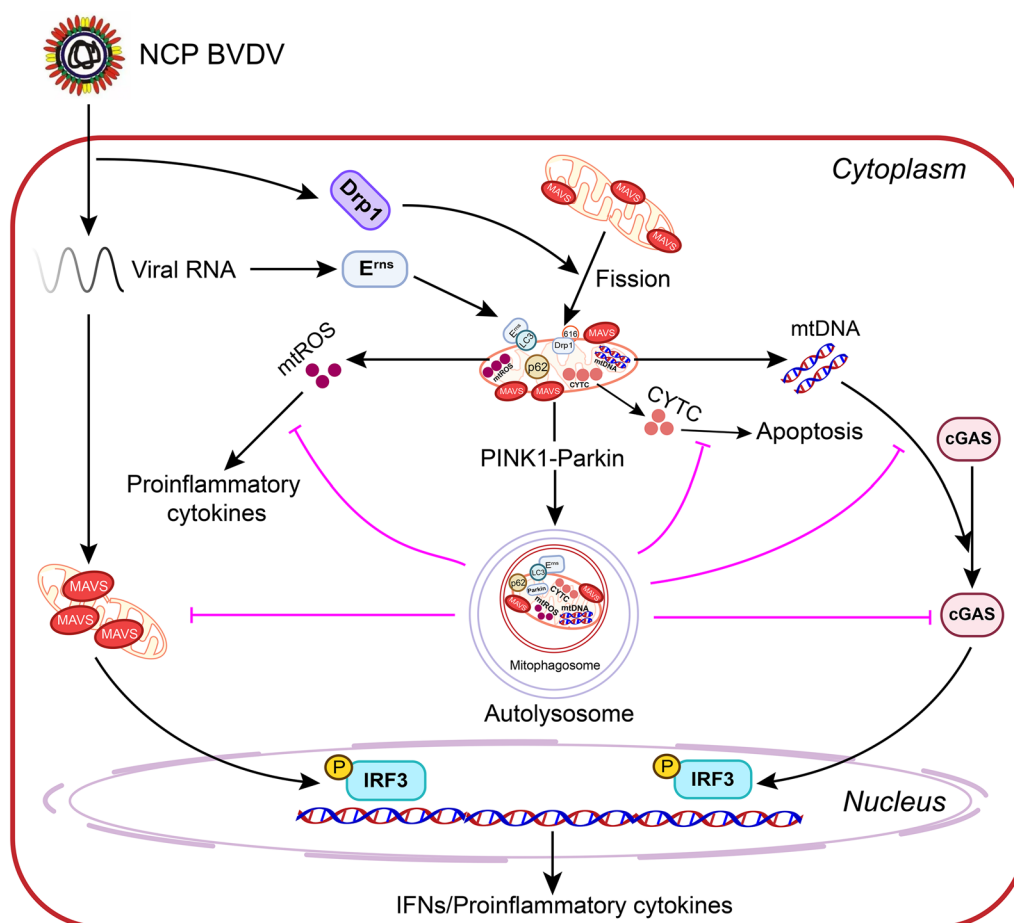 NCP BVDV
Cytoplasm
Drp1
MAVS
MAVS
MAVS
Viral RNA
Erns
Fission
mtROS
Erns
LC3
616
Drp1
MAVS
mtDNA
mtROS
p62
mtDNA
CYTC
MAVS
MAVS
CYTC
Apoptosis
cGAS
Proinflammatory
cytokines
PINK1-Parkin
MAVS
MAVS
MAVS
p62
LC3
Erns
Parkin
CYTC
MAVS
MAVS
mtROS
mtDNA
Mitophagosome
Autolysosome
cGAS
P
IRF3
P
IRF3
Nucleus
IFNs/Proinflammatory cytokines